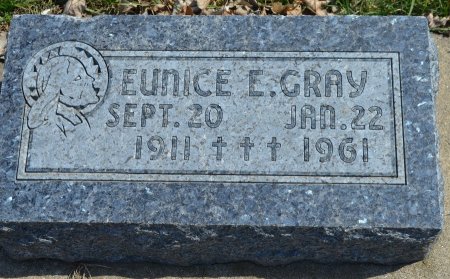 EUNICE E. GRAY
SEPT. 20 JAN. 22
1911 ††† 1961